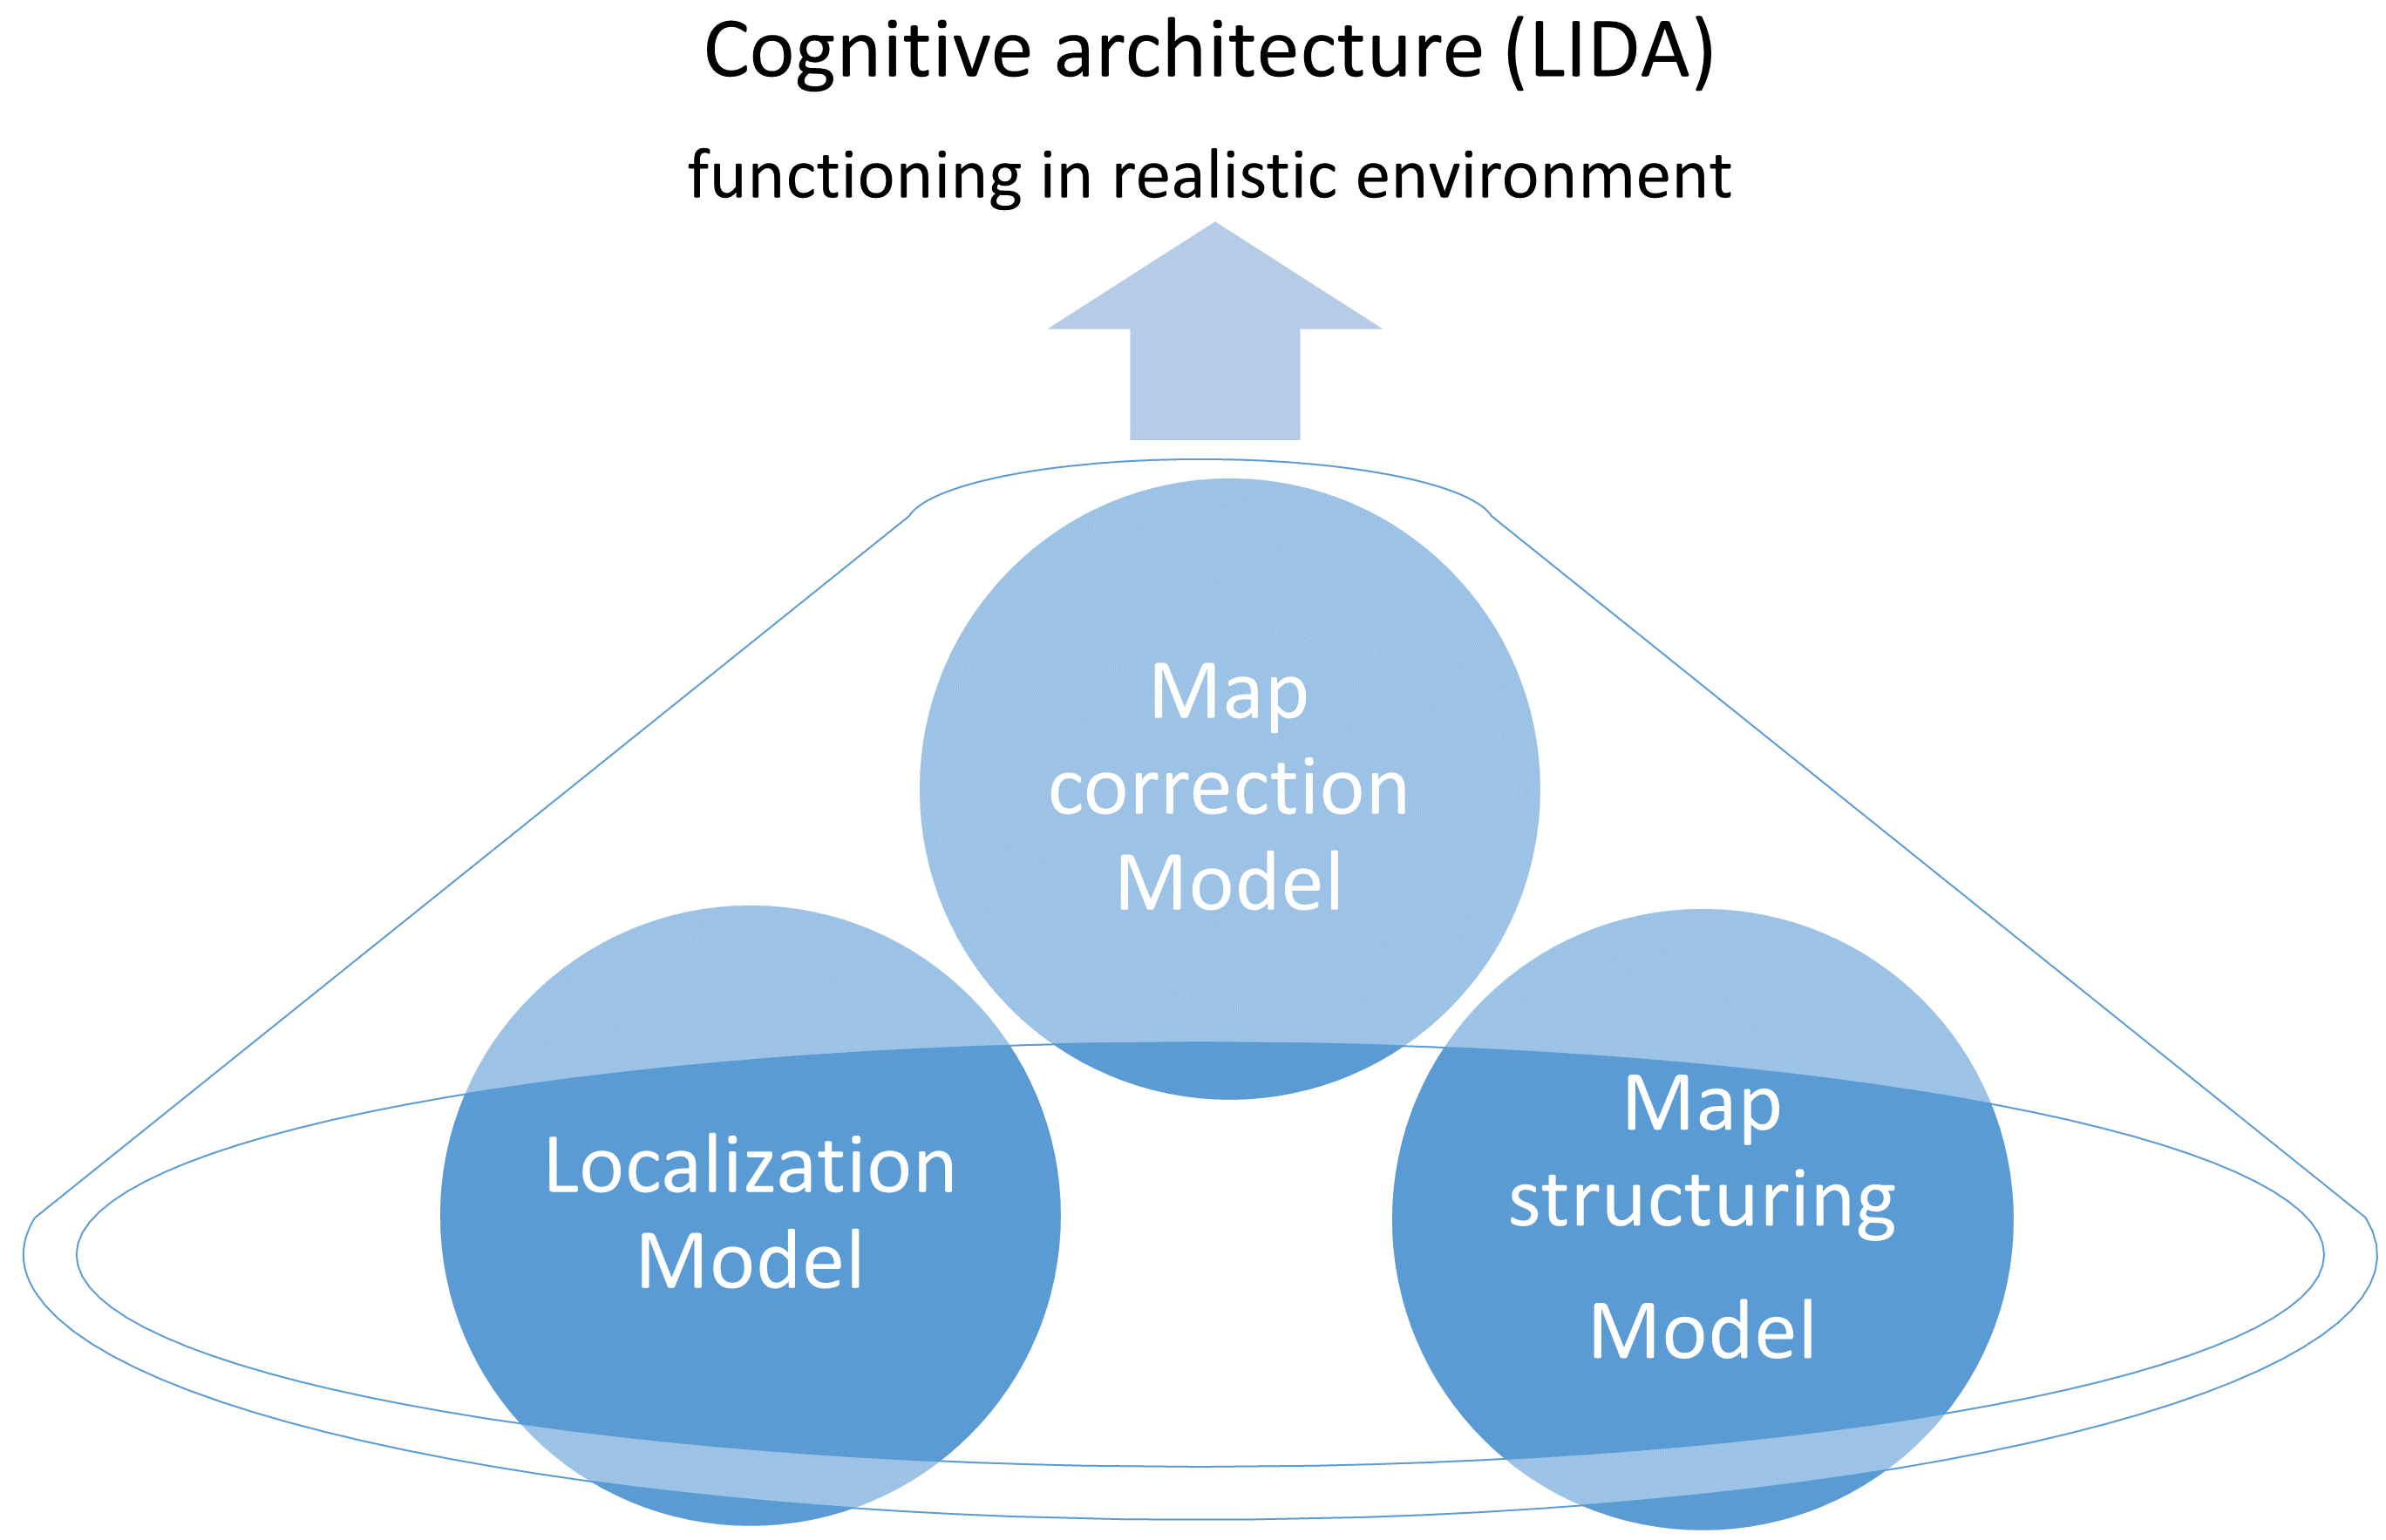 Cognitive architecture (LIDA)
functioning in realistic environment
Map
correction
Model
Localization
Model
Map
structuring
Model